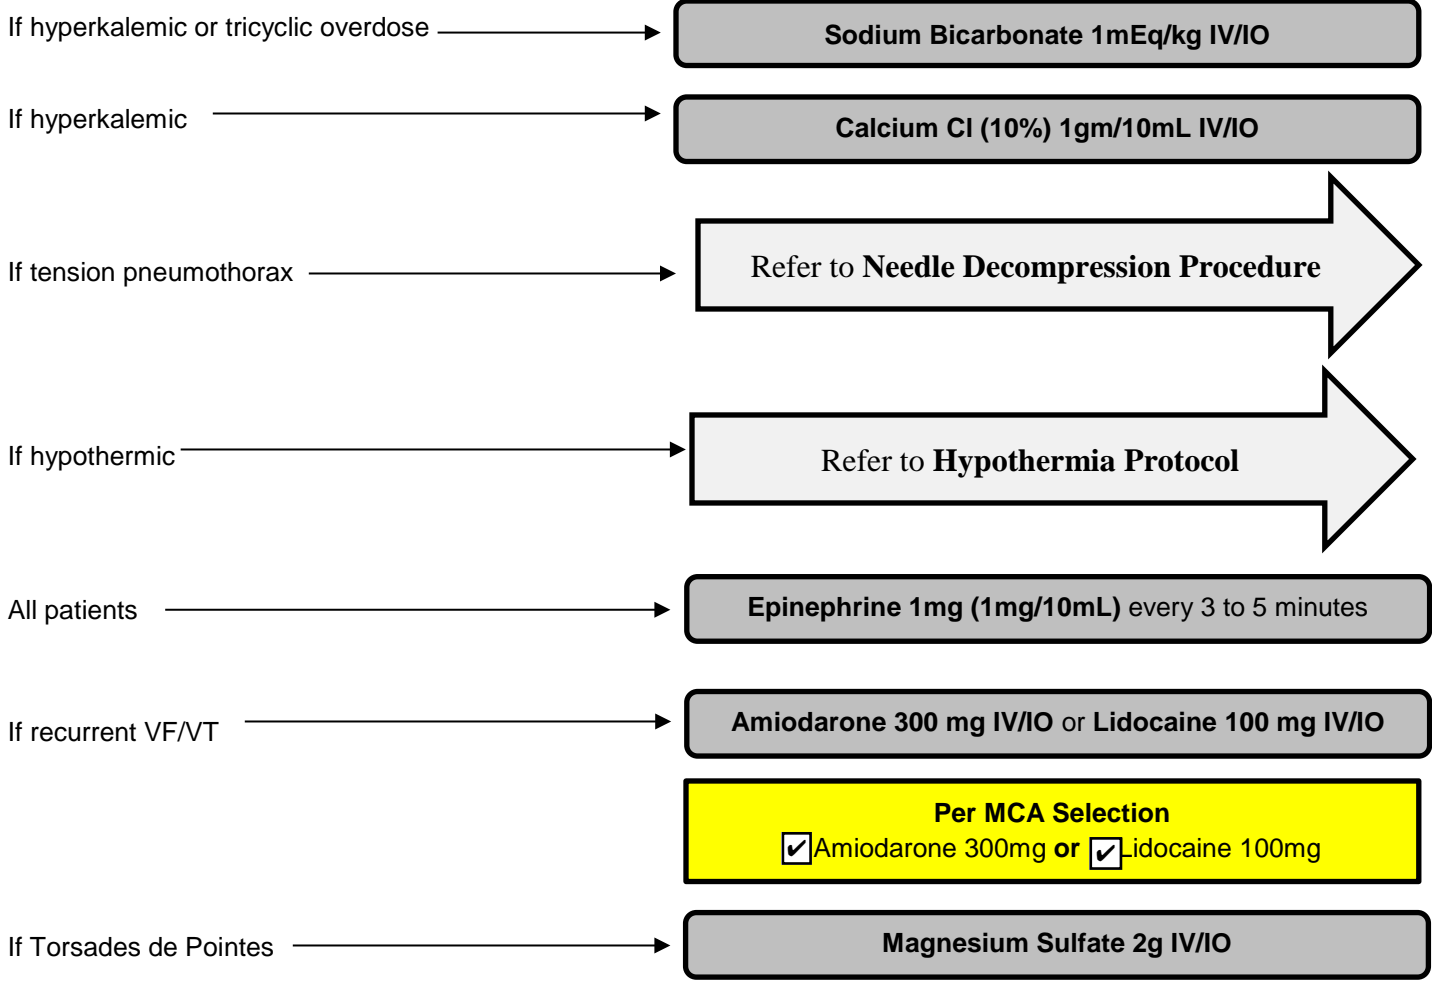 If hyperkalemic or tricyclic overdose
Sodium Bicarbonate 1mEq/kg IV/IO
If hyperkalemic
Calcium Cl (10%) 1gm/10mL IV/IO
If tension pneumothorax
Refer to Needle Decompression Procedure
If hypothermic
Refer to Hypothermia Protocol
All patients
Epinephrine 1mg (1mg/10mL) every 3 to 5 minutes
If recurrent VF/VT
Amiodarone 300 mg IV/IO or Lidocaine 100 mg IV/IO
Per MCA Selection
✔Amiodarone 300mg or ✔Lidocaine 100mg
If Torsades de Pointes
Magnesium Sulfate 2g IV/IO